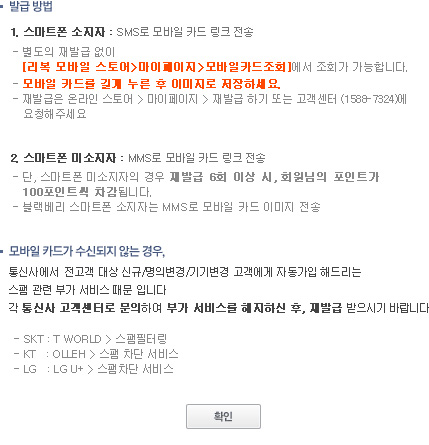 발급 방법
1. 스마트폰 소지자 : SMS로 모바일 카드 링크 전송
- 별도의 재발급 없이
[리복 모바일 스토어>마이페이지>모바일카드조회]에서 조회가 가능합니다.
- 모바일 카드를 길게 누른 후 이미지로 저장하세요.
- 재발급은 온라인 스토어 > 마이페이지 > 재발급 하기 또는 고객센터 (1588-7324)에
요청해주세요
2. 스마트폰 미소지자 : MMS로 모바일 카드 링크 전송
- 단, 스마트폰 미소지자의 경우 재발급 6회 이상 시, 회원님의 포인트가
100포인트씩 차감됩니다.
- 블랙베리 스마트폰 소지자는 MMS로 모바일 카드 이미지 전송
모바일 카드가 수신되지 않는 경우,
통신사에서 전고객 대상 신규/명의변경/기기변경 고객에게 자동가입 해드리는
스팸 관련 부가 서비스 때문 입니다
각 통신사 고객센터로 문의하여 부가 서비스를 해지하신 후, 재발급 받으시기 바랍니다
- SKT : T WORLD > 스팸필터링
- KT : OLLEH > 스팸 차단 서비스
- LG : LG U+ > 스팸차단 서비스
확인